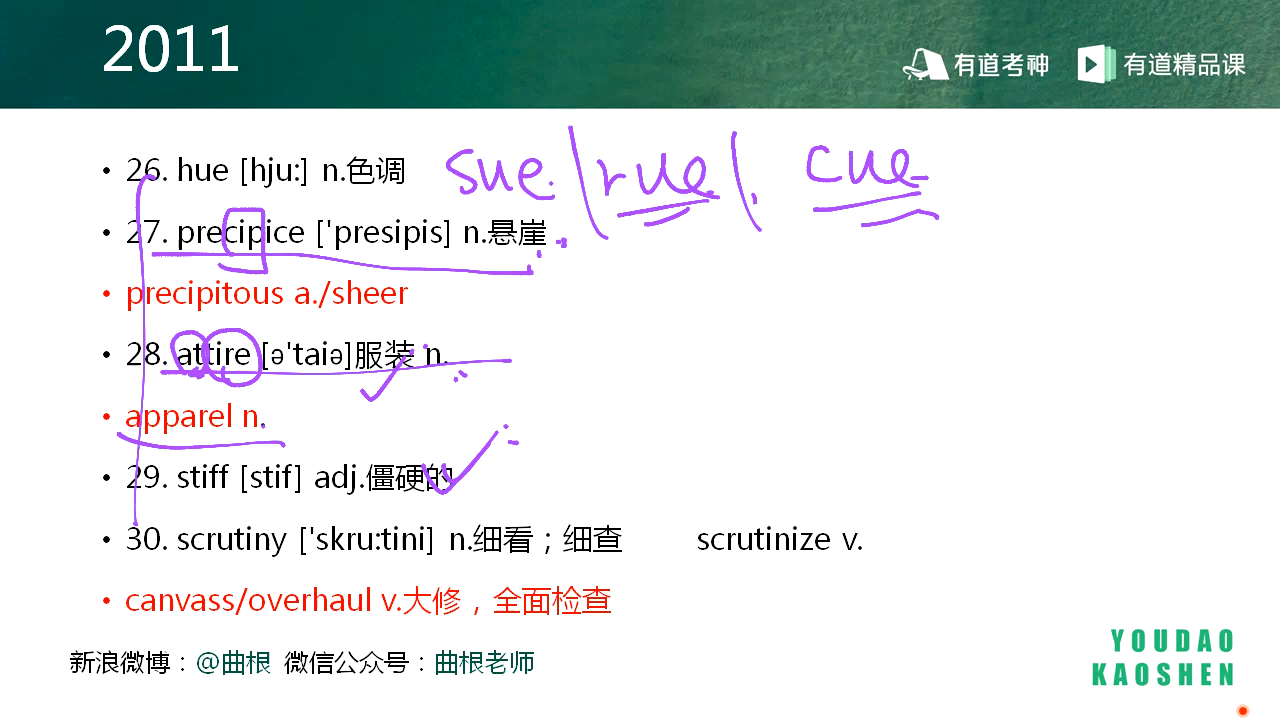 2011
有道考神 有道精品课
• 26. hue [hju:] n.色调 sue rue cue
• 27. precipice ['presipis] n.悬崖
• precipitous a./sheer
• 28. attire [ə'taiə]服装 n.
• apparel n.
• 29. stiff [stif] adj.僵硬的
• 30. scrutiny ['skru:tini] n.细看；细查 scrutinize v.
• canvass/overhaul v.大修，全面检查
新浪微博：@曲根 微信公众号：曲根老师
YOUDAO
KAOSHEN